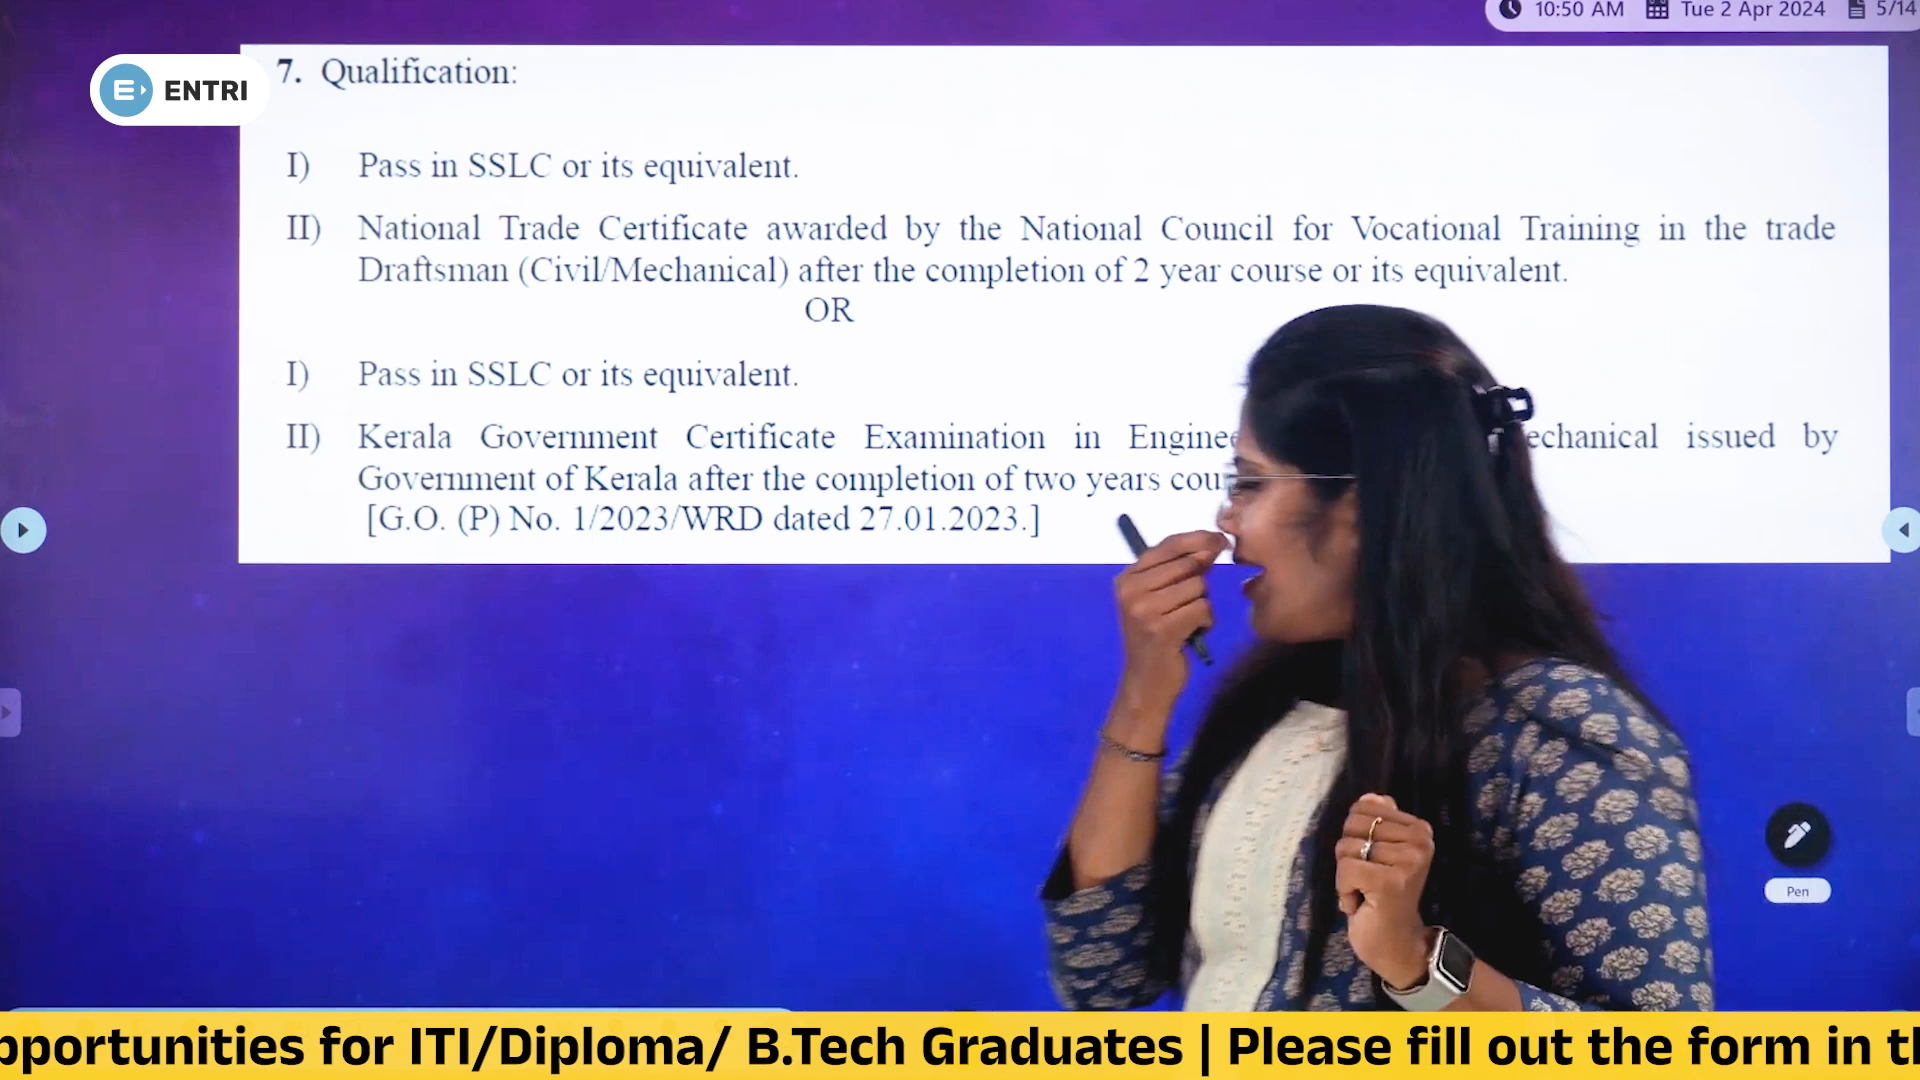 10:50 AM Tue 2 Apr 2024 5/14
ENTRI
7. Qualification:
I) Pass in SSLC or its equivalent.
II) National Trade Certificate awarded by the National Council for Vocational Training in the trade
Draftsman (Civil/Mechanical) after the completion of 2 year course or its equivalent.
OR
I) Pass in SSLC or its equivalent.
II) Kerala Government Certificate Examination in Enginee echanical issued by
Government of Kerala after the completion of two years cour
[G.O. (P) No. 1/2023/WRD dated 27.01.2023.]
Pen
pportunities for ITI/Diploma/ B.Tech Graduates | Please fill out the form in th